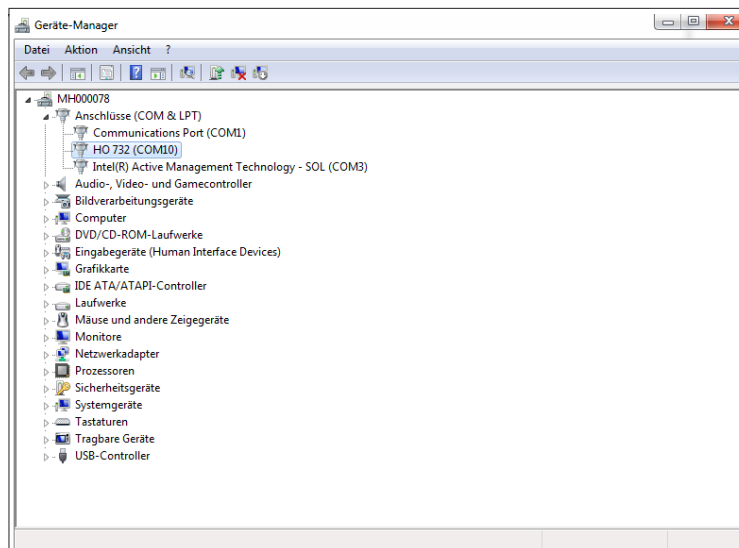 Geräte-Manager
Datei Aktion Ansicht ?
MH000078
Anschlüsse (COM & LPT)
Communications Port (COM1)
HO 732 (COM10)
Intel(R) Active Management Technology - SOL (COM3)
Audio-, Video- und Gamecontroller
Bildverarbeitungsgeräte
Computer
DVD/CD-ROM-Laufwerke
Eingabegeräte (Human Interface Devices)
Grafikkarte
IDE ATA/ATAPI-Controller
Laufwerke
Mäuse und andere Zeigegeräte
Monitore
Netzwerkadapter
Prozessoren
Sicherheitsgeräte
Systemgeräte
Tastaturen
Tragbare Geräte
USB-Controller